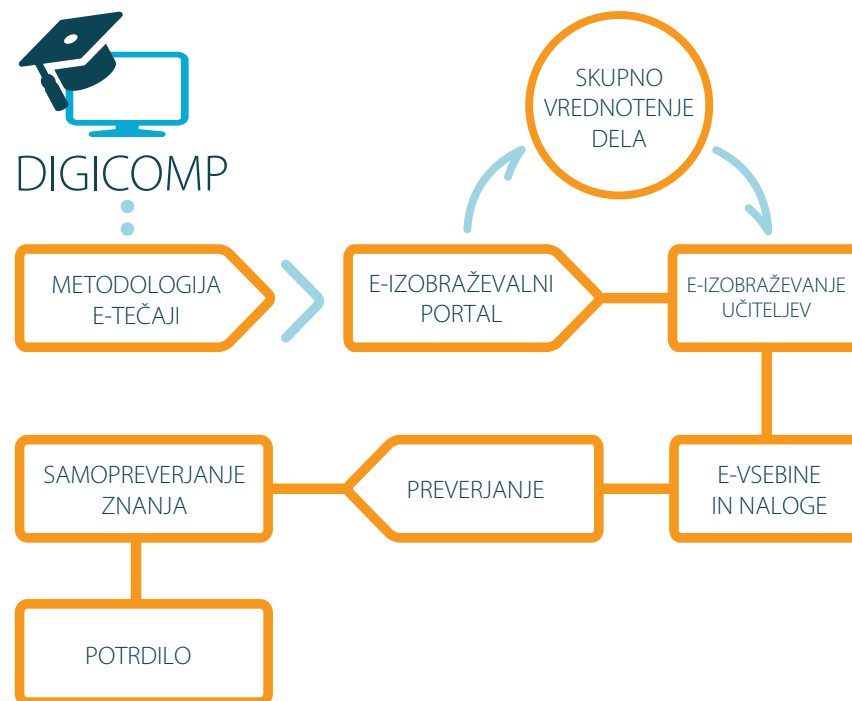 DIGICOMP
SKUPNO
VREDNOTENJE
DELA
METODOLOGIJA
E-TEČAJI
E-IZOBRAŽEVALNI
PORTAL
E-IZOBRAŽEVANJE
UČITELJEV
SAMOPREVERJANJE
ZNANJA
PREVERJANJE
E-VSEBINE
IN NALOGE
POTRDILO